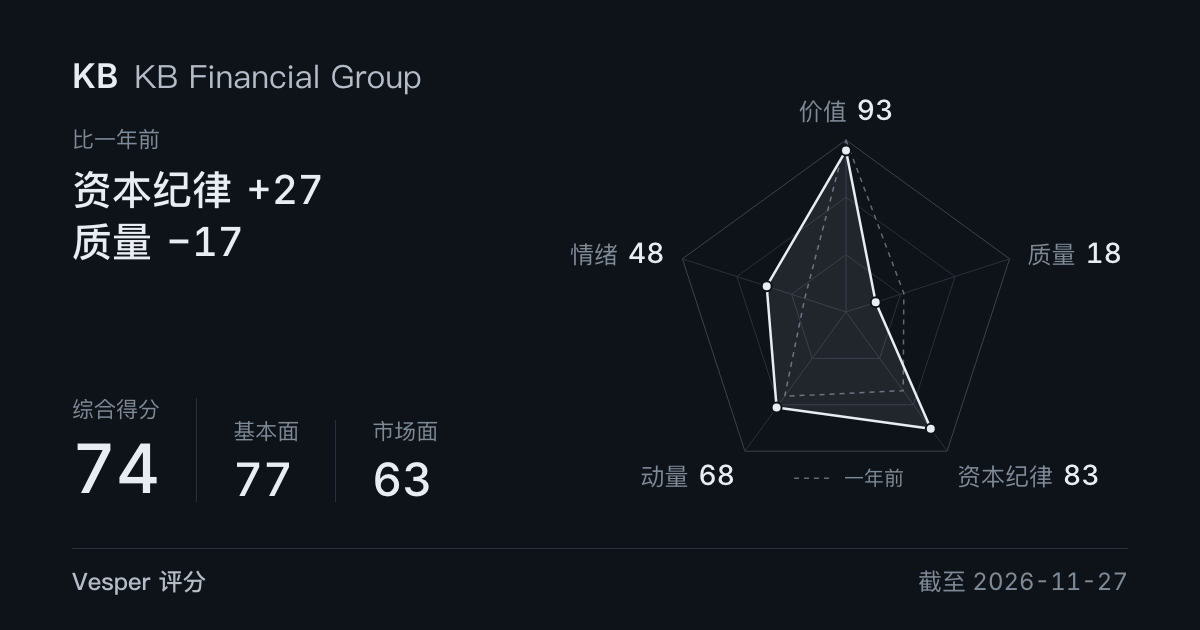 KB KB Financial Group
比一年前
资本纪律 +27
质量 −17
价值 93
情绪 48
质量 18
动量 68
资本纪律 83
一年前
综合得分
74
基本面
77
市场面
63
Vesper 评分
截至 2026-11-27